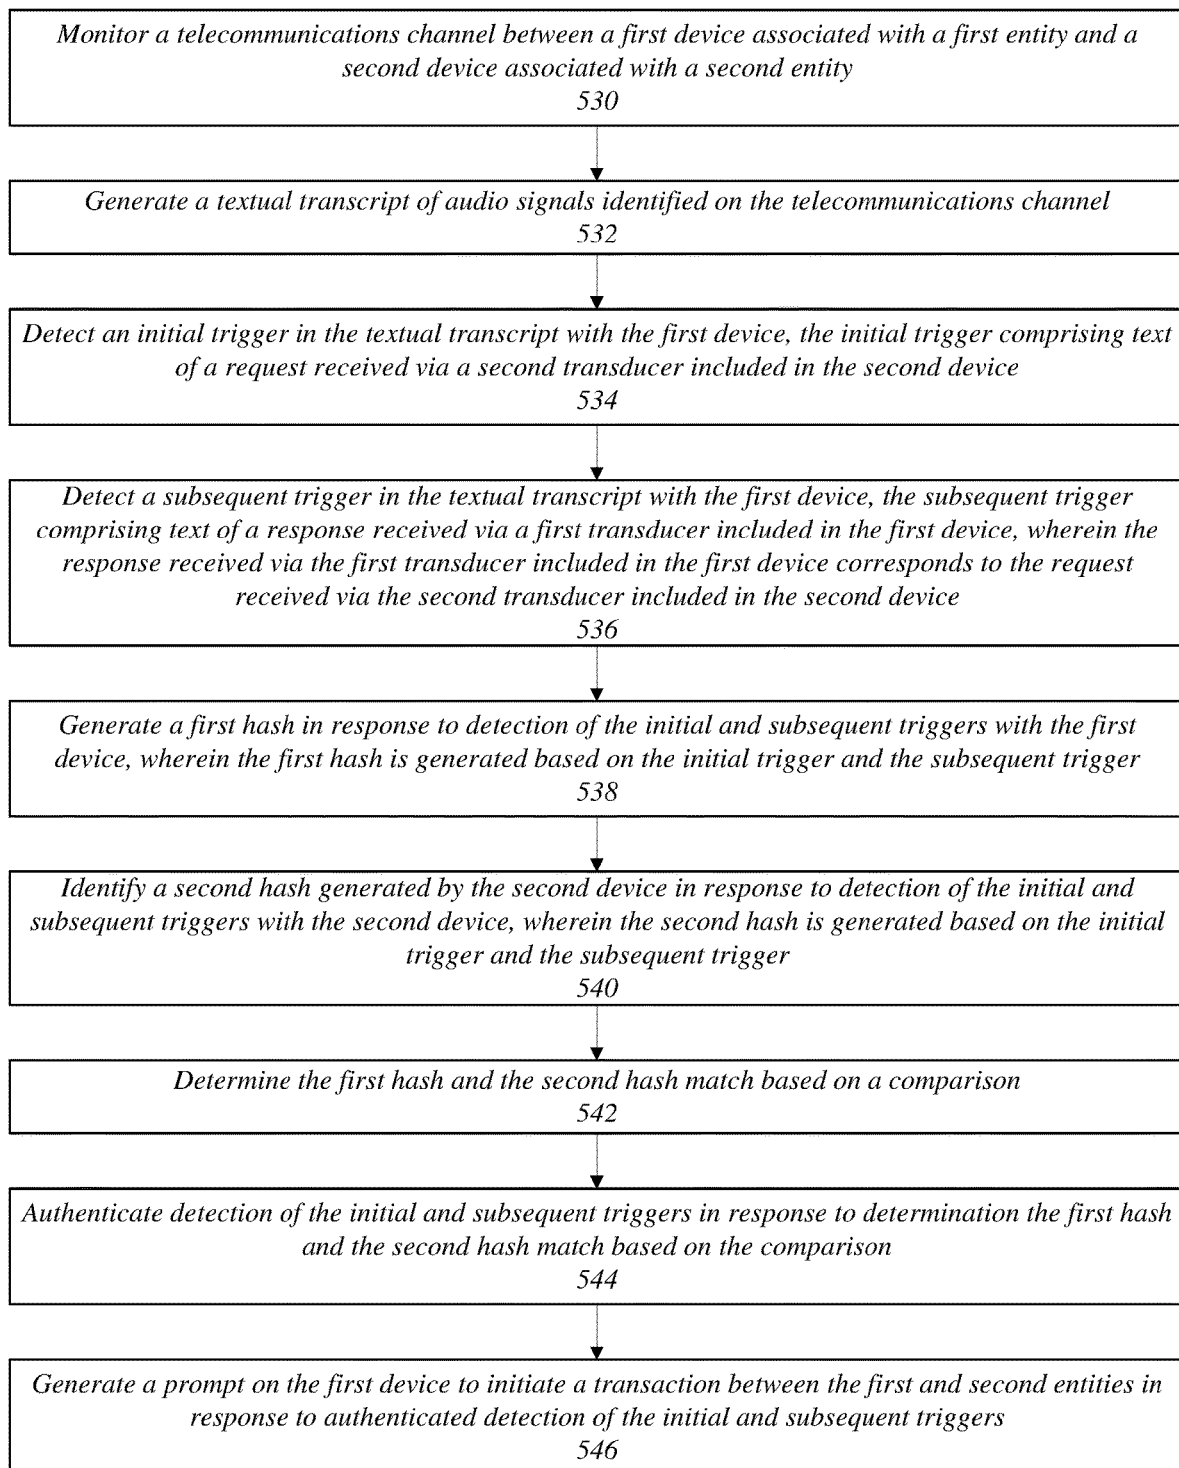 Monitor a telecommunications channel between a first device associated with a first entity and a
second device associated with a second entity
530
Generate a textual transcript of audio signals identified on the telecommunications channel
532
Detect an initial trigger in the textual transcript with the first device, the initial trigger comprising text
of a request received via a second transducer included in the second device
534
Detect a subsequent trigger in the textual transcript with the first device, the subsequent trigger
comprising text of a response received via a first transducer included in the first device, wherein the
response received via the first transducer included in the first device corresponds to the request
received via the second transducer included in the second device
536
Generate a first hash in response to detection of the initial and subsequent triggers with the first
device, wherein the first hash is generated based on the initial trigger and the subsequent trigger
538
Identify a second hash generated by the second device in response to detection of the initial and
subsequent triggers with the second device, wherein the second hash is generated based on the initial
trigger and the subsequent trigger
540
Determine the first hash and the second hash match based on a comparison
542
Authenticate detection of the initial and subsequent triggers in response to determination the first hash
and the second hash match based on the comparison
544
Generate a prompt on the first device to initiate a transaction between the first and second entities in
response to authenticated detection of the initial and subsequent triggers
546